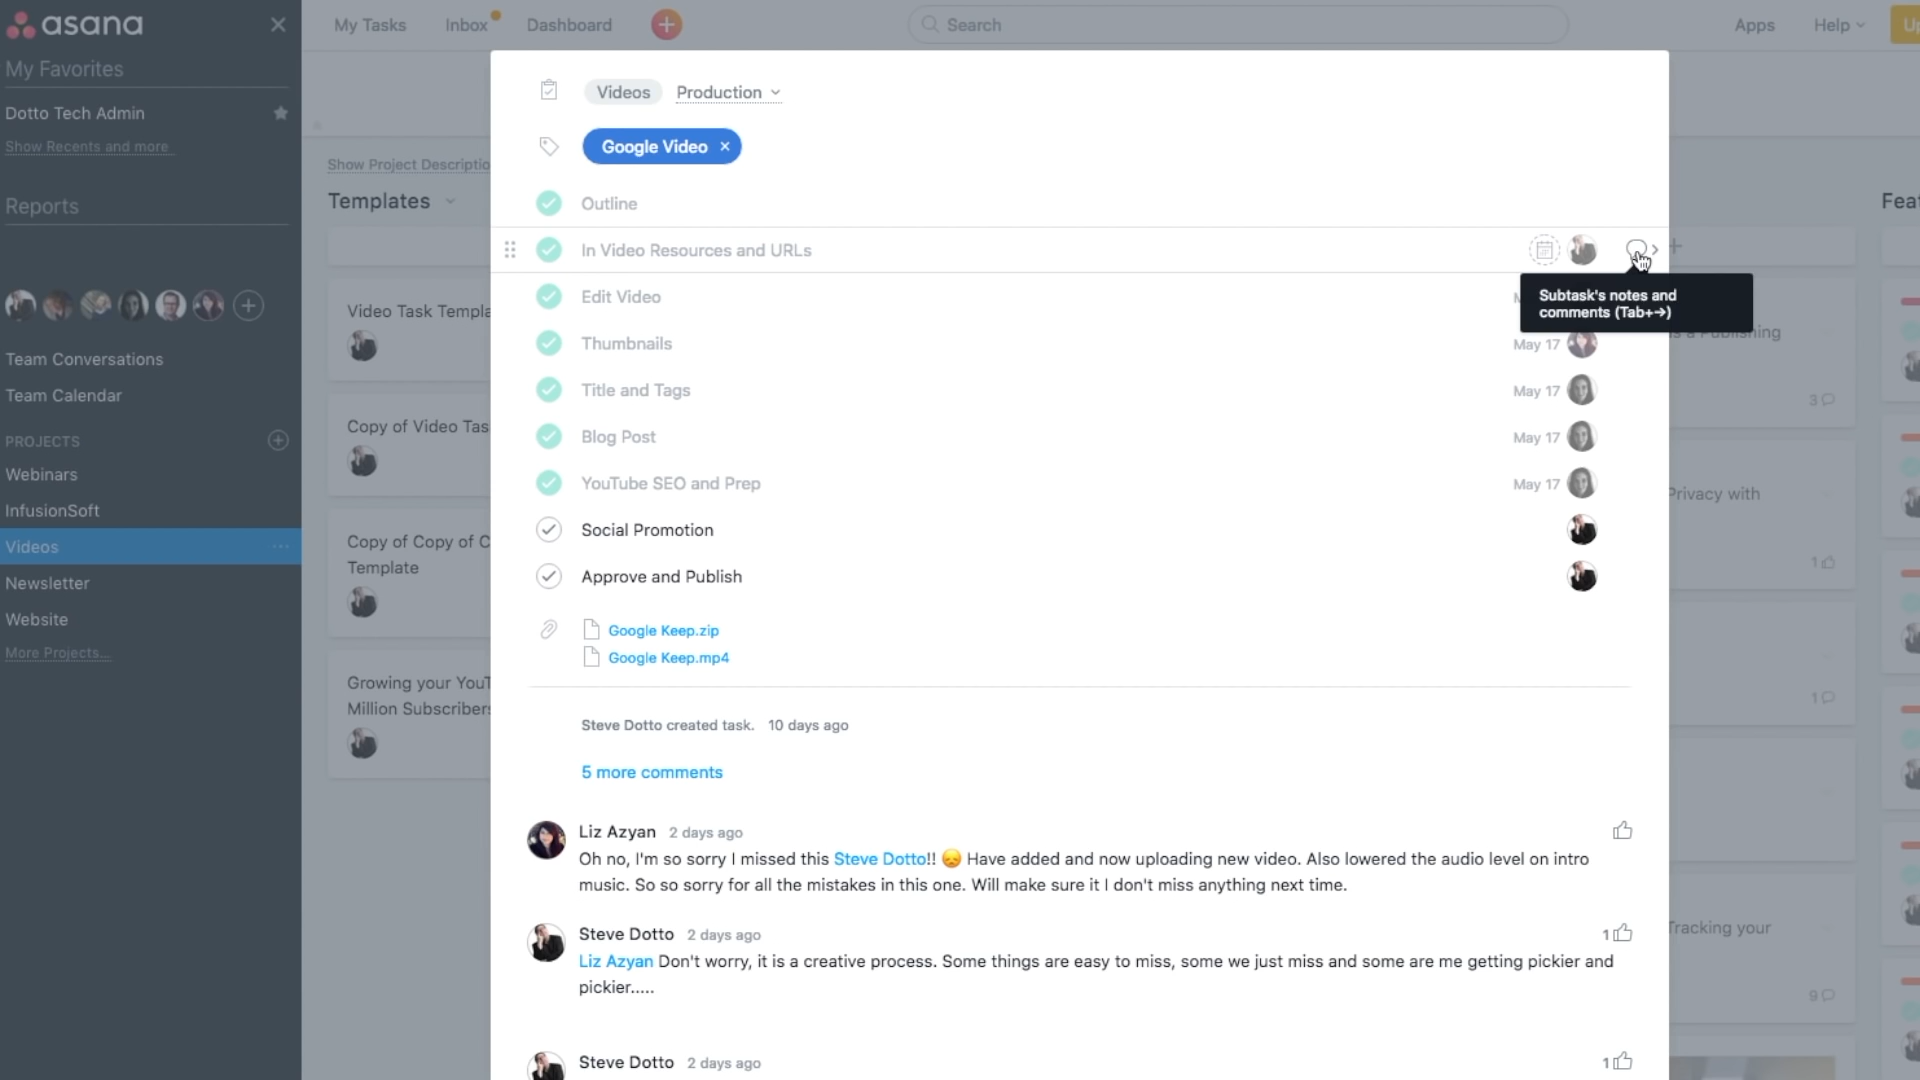 asana
My Tasks
Inbox
Dashboard
Search
Apps
Help
My Favorites
Dotto Tech Admin
Show Recents and more
Reports
Team Conversations
Team Calendar
PROJECTS
Webinars
InfusionSoft
Videos
Newsletter
Website
More Projects...
Show Project Descriptio
Templates
Video Task Templa
Copy of Video Tas
Copy of Copy of C
Template
Growing your YouT
Million Subscribers
Videos Production
Google Video ×
Outline
In Video Resources and URLs
Subtask's notes and
comments (Tab+→)
Edit Video
Thumbnails May 17
Title and Tags May 17
Blog Post May 17
YouTube SEO and Prep May 17
Social Promotion
Approve and Publish
Google Keep.zip
Google Keep.mp4
Steve Dotto created task. 10 days ago
5 more comments
Liz Azyan 2 days ago
Oh no, I'm so sorry I missed this Steve Dotto!! 😞 Have added and now uploading new video. Also lowered the audio level on intro
music. So so sorry for all the mistakes in this one. Will make sure it I don't miss anything next time.
Steve Dotto 2 days ago 1
Liz Azyan Don't worry, it is a creative process. Some things are easy to miss, some we just miss and some are me getting pickier and
pickier.....
Steve Dotto 2 days ago 1
Publishing
3
Privacy with
1
1
Tracking your
9
Feat